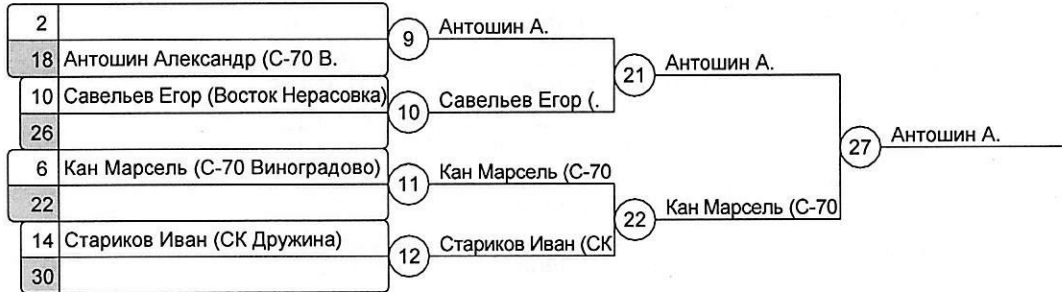 2
9
Антошин А.
18 Антошин Александр (С-70 В.
21
Антошин А.
10 Савельев Егор (Восток Нерасовка)
10
Савельев Егор (.
26
27
Антошин А.
6 Кан Марсель (С-70 Виноградово)
11
Кан Марсель (С-70
22
22
Кан Марсель (С-70
14 Стариков Иван (СК Дружина)
12
Стариков Иван (СК
30